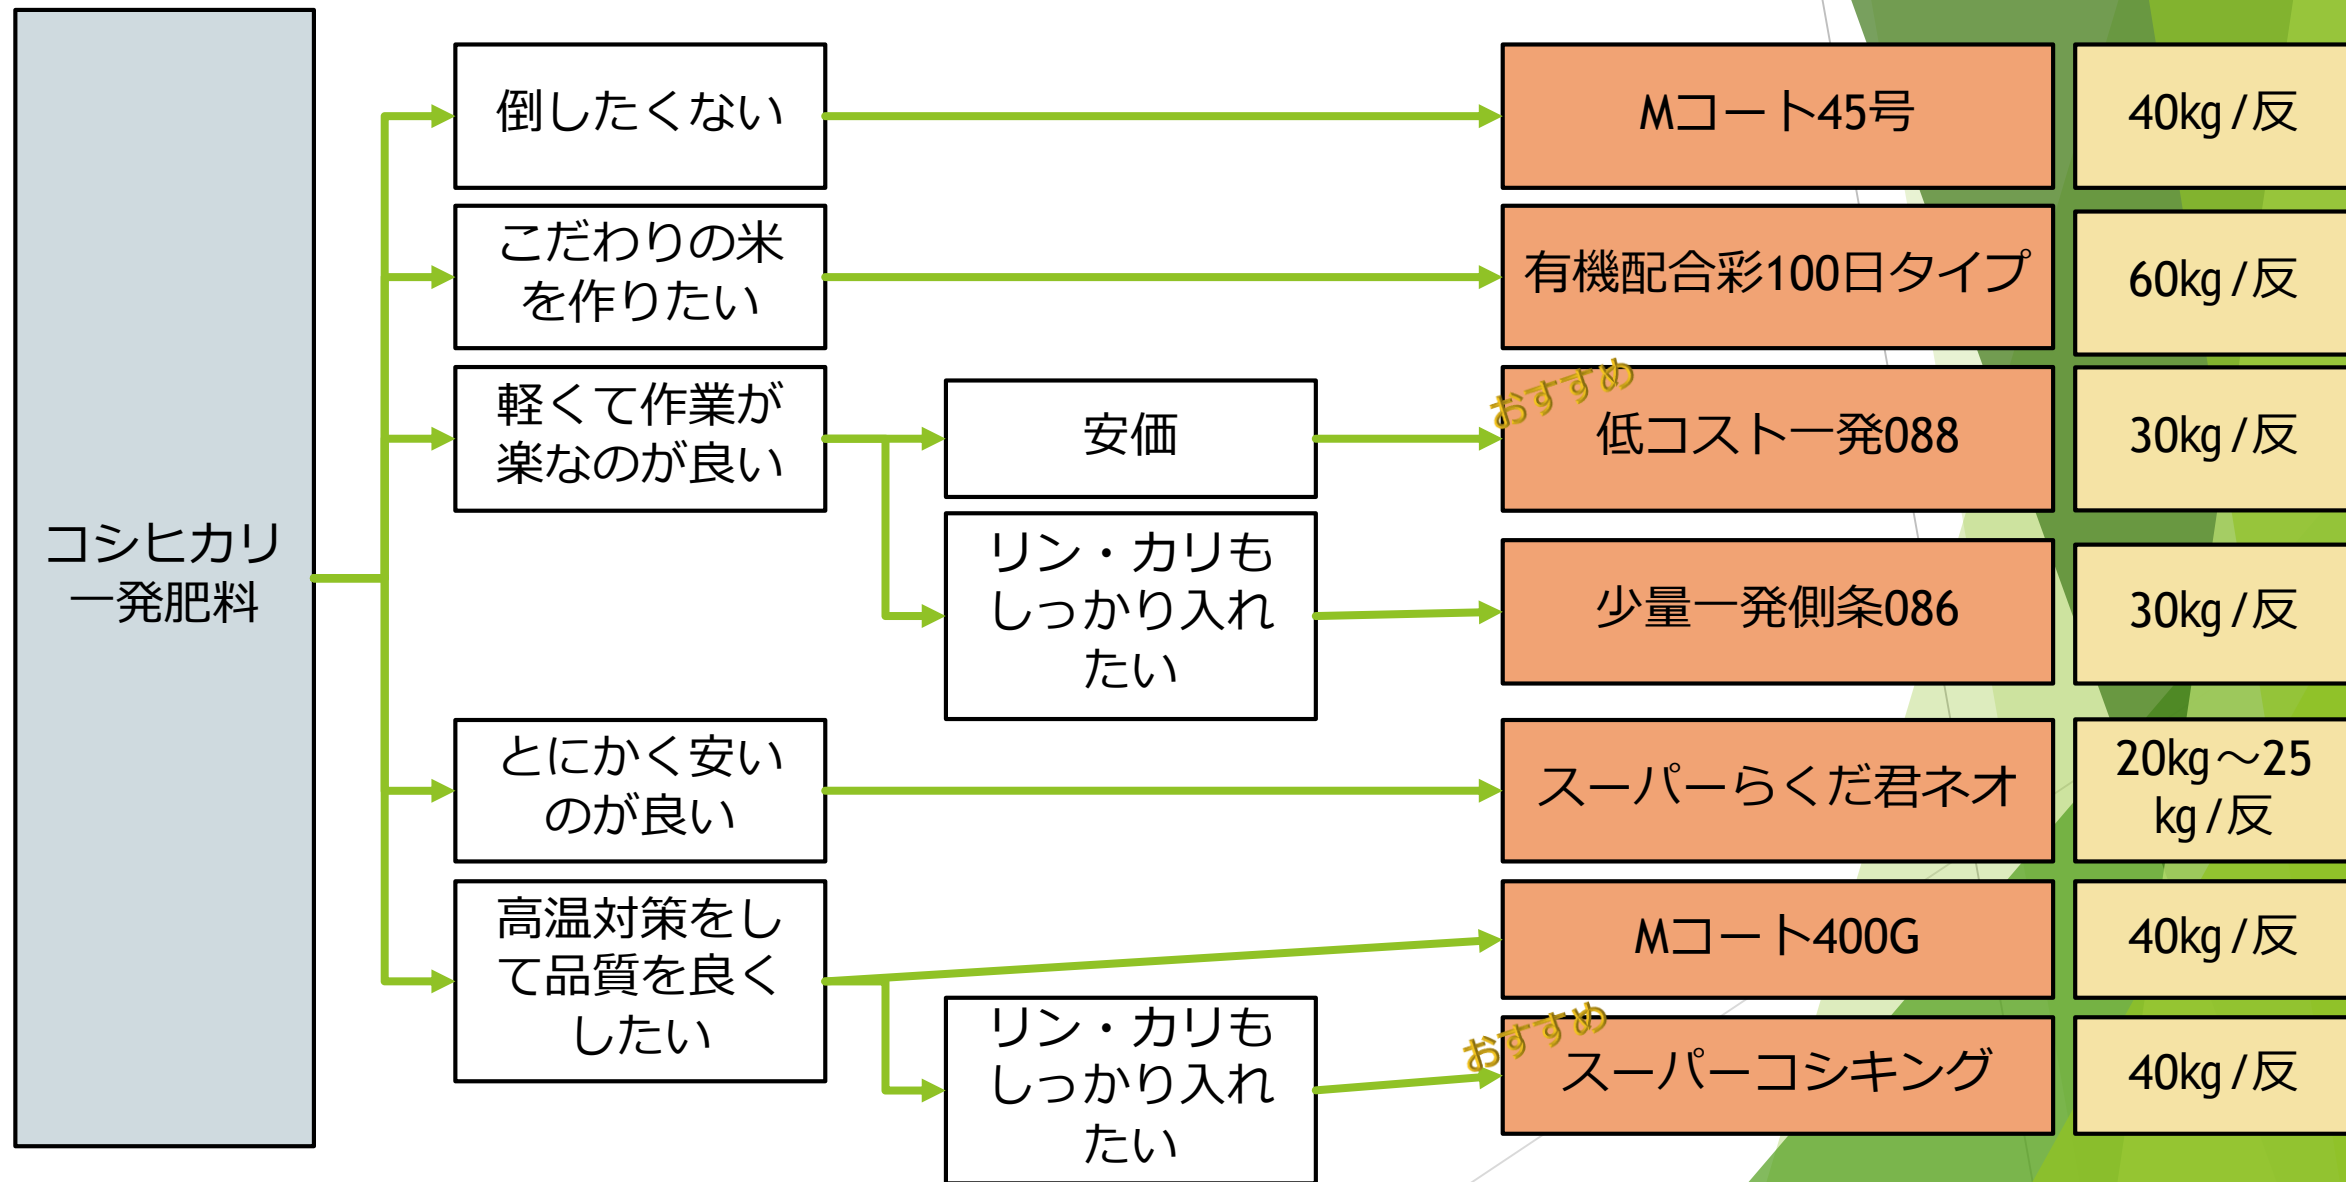 コシヒカリ
一発肥料
倒したくない
Mコート45号
40kg/反
こだわりの米
を作りたい
有機配合彩100日タイプ
60kg/反
軽くて作業が
楽なのが良い
安価
おすすめ
低コスト一発088
30kg/反
リン・カリも
しっかり入れ
たい
少量一発側条086
30kg/反
とにかく安い
のが良い
スーパーらくだ君ネオ
20kg～25
kg/反
高温対策をし
て品質を良く
したい
Mコート400G
40kg/反
リン・カリも
しっかり入れ
たい
おすすめ
スーパーコシキング
40kg/反